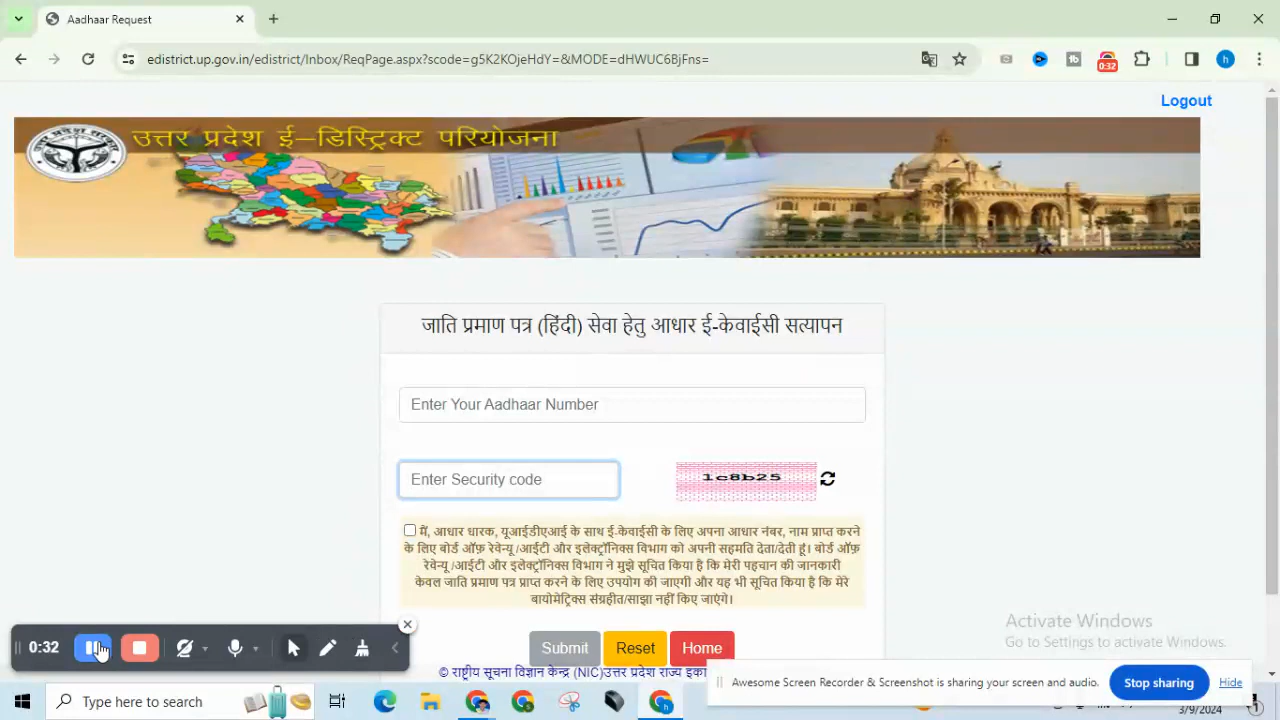 Aadhaar Request
edistrict.up.gov.in/edistrict/Inbox/ReqPage.aspx?scode=g5K2KOjeHdY=&MODE=dHWUC6BjFns=
0:32
h
Logout
उत्तर प्रदेश ई–डिस्ट्रिक्ट परियोजना
जाति प्रमाण पत्र (हिंदी) सेवा हेतु आधार ई-केवाईसी सत्यापन
Enter Your Aadhaar Number
Enter Security code
1c8b25
मैं, आधार धारक, यूआईडीएआई के साथ ई-केवाईसी के लिए अपना आधार नंबर, नाम प्राप्त करने
के लिए बोर्ड ऑफ़ रेवेन्यू /आईटी और इलेक्ट्रॉनिक्स विभाग को अपनी सहमति देता/देती हूं। बोर्ड ऑफ़
रेवेन्यू /आईटी और इलेक्ट्रॉनिक्स विभाग ने मुझे सूचित किया है कि मेरी पहचान की जानकारी
केवल जाति प्रमाण पत्र प्राप्त करने के लिए उपयोग की जाएगी और यह भी सूचित किया है कि मेरे
बायोमेट्रिक्स संग्रहीत/साझा नहीं किए जाएंगे।
Activate Windows
Go to Settings to activate Windows.
0:32
Submit Reset Home
© राष्ट्रीय सूचना विज्ञान केन्द्र (NIC)उत्तर प्रदेश राज्य इका
Awesome Screen Recorder & Screenshot is sharing your screen and audio. Stop sharing Hide
Type here to search
3/9/2024